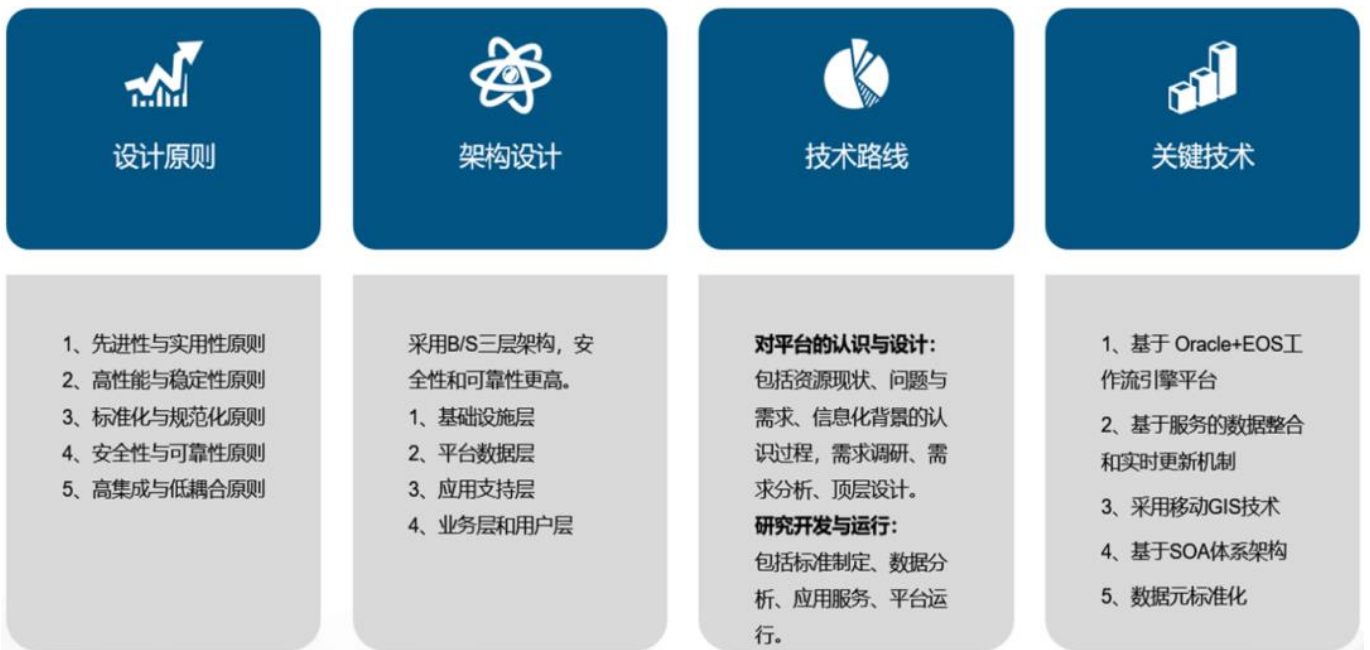 设计原则
架构设计
技术路线
关键技术
1、先进性与实用性原则
2、高性能与稳定性原则
3、标准化与规范化原则
4、安全性与可靠性原则
5、高集成与低耦合原则
采用B/S三层架构，安
全性和可靠性更高。
1、基础设施层
2、平台数据层
3、应用支持层
4、业务层和用户层
对平台的认识与设计：
包括资源现状、问题与
需求、信息化背景的认
识过程，需求调研、需
求分析、顶层设计。
研究开发与运行：
包括标准制定、数据分
析、应用服务、平台运
行。
1、基于 Oracle+EOS工
作流引擎平台
2、基于服务的数据整合
和实时更新机制
3、采用移动GIS技术
4、基于SOA体系架构
5、数据元标准化